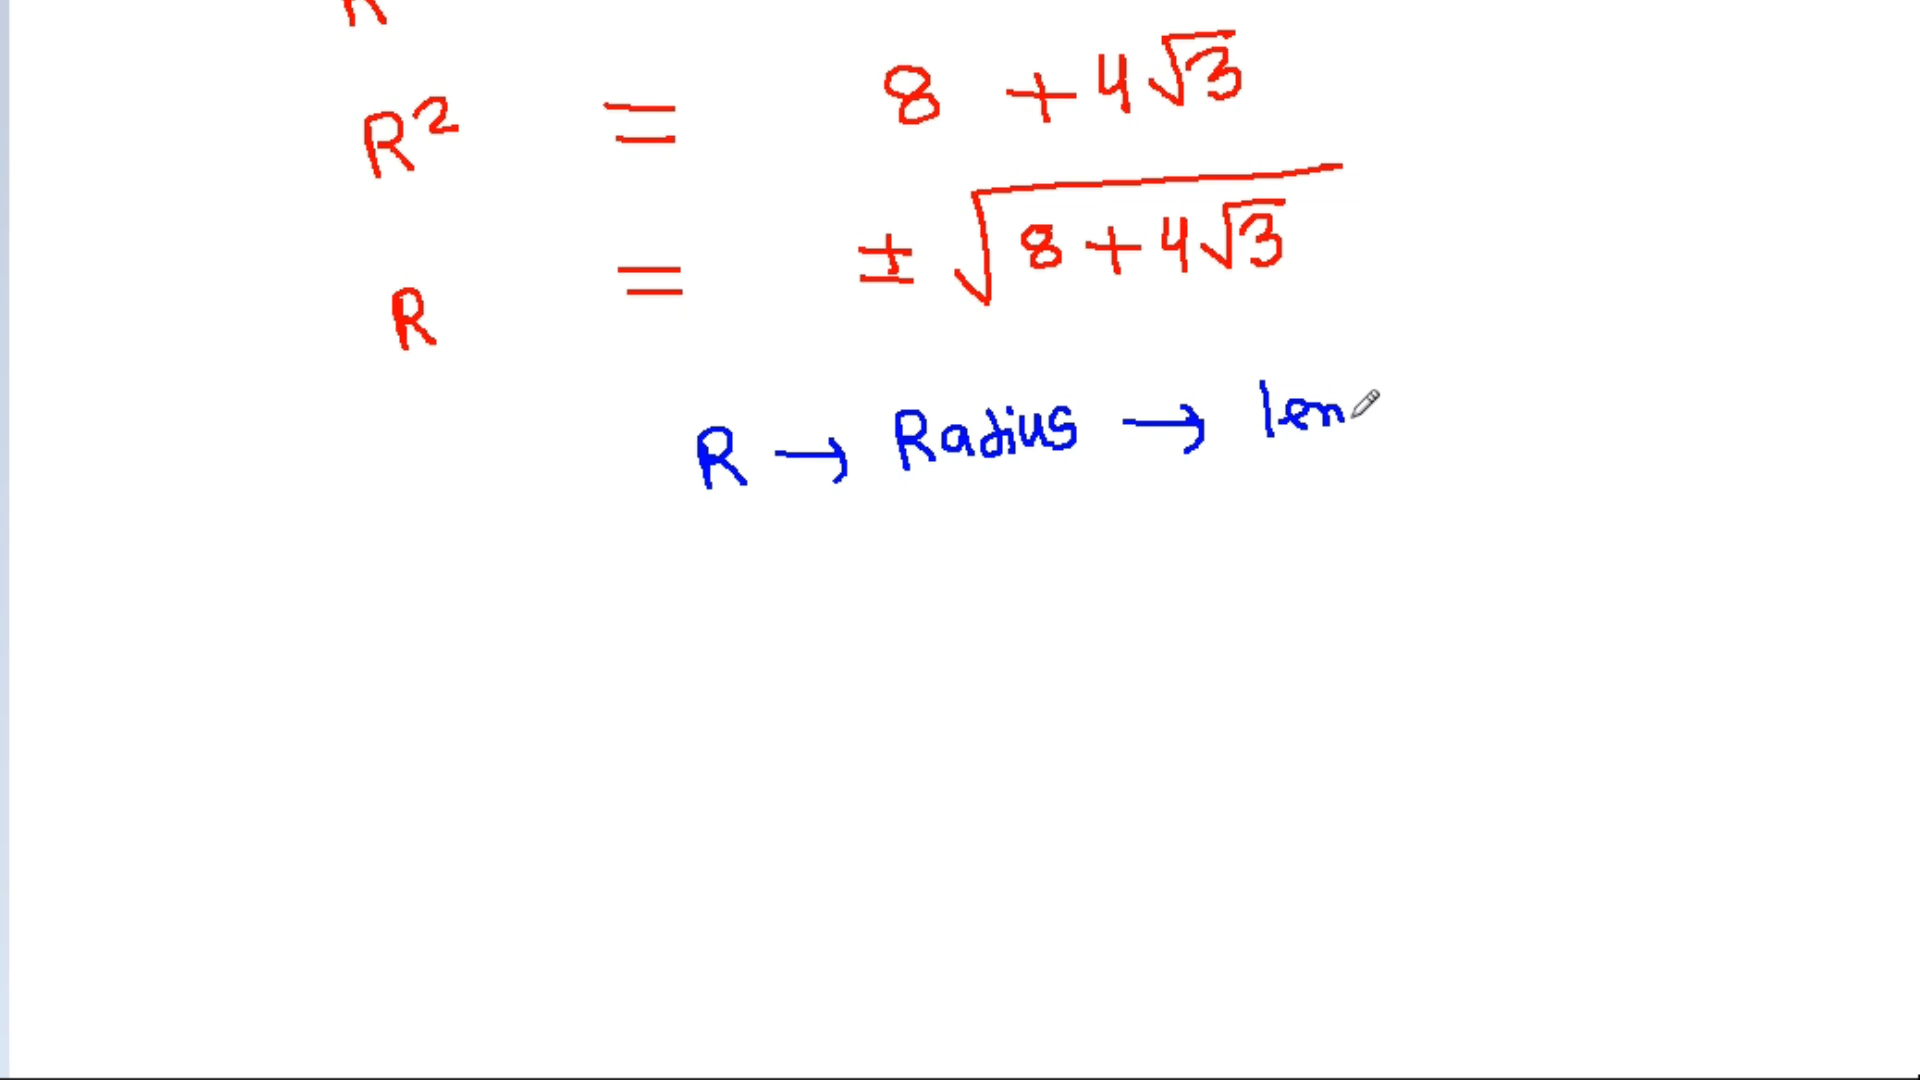 R² = 8 + 4√3
R = ± √(8 + 4√3)
R → Radius → len